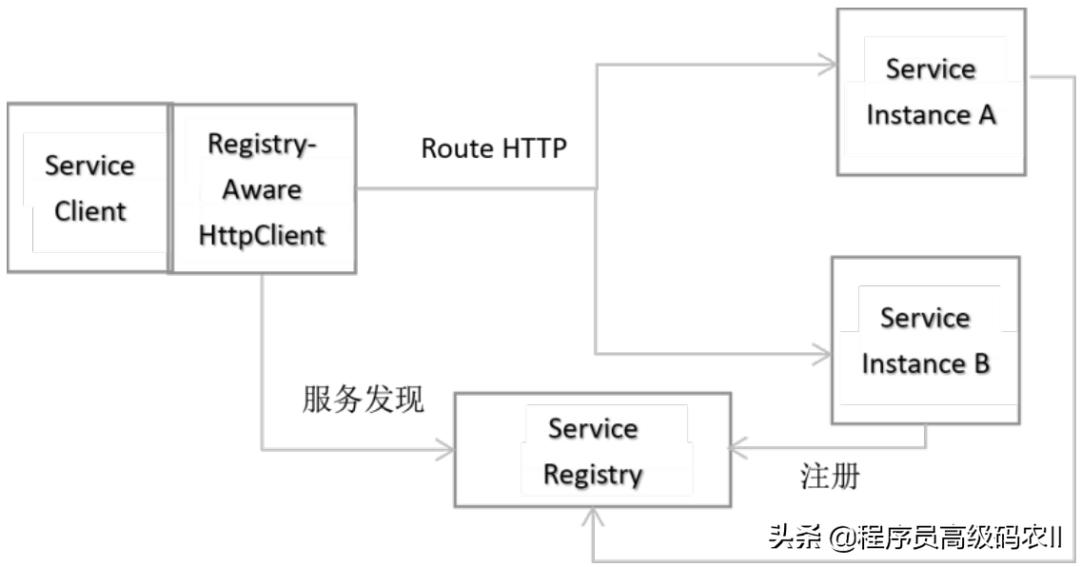 Service
Client
Registry-
Aware
HttpClient
Route HTTP
Service
Instance A
Service
Instance B
服务发现
Service
Registry
注册
头条 @程序员高级码农II